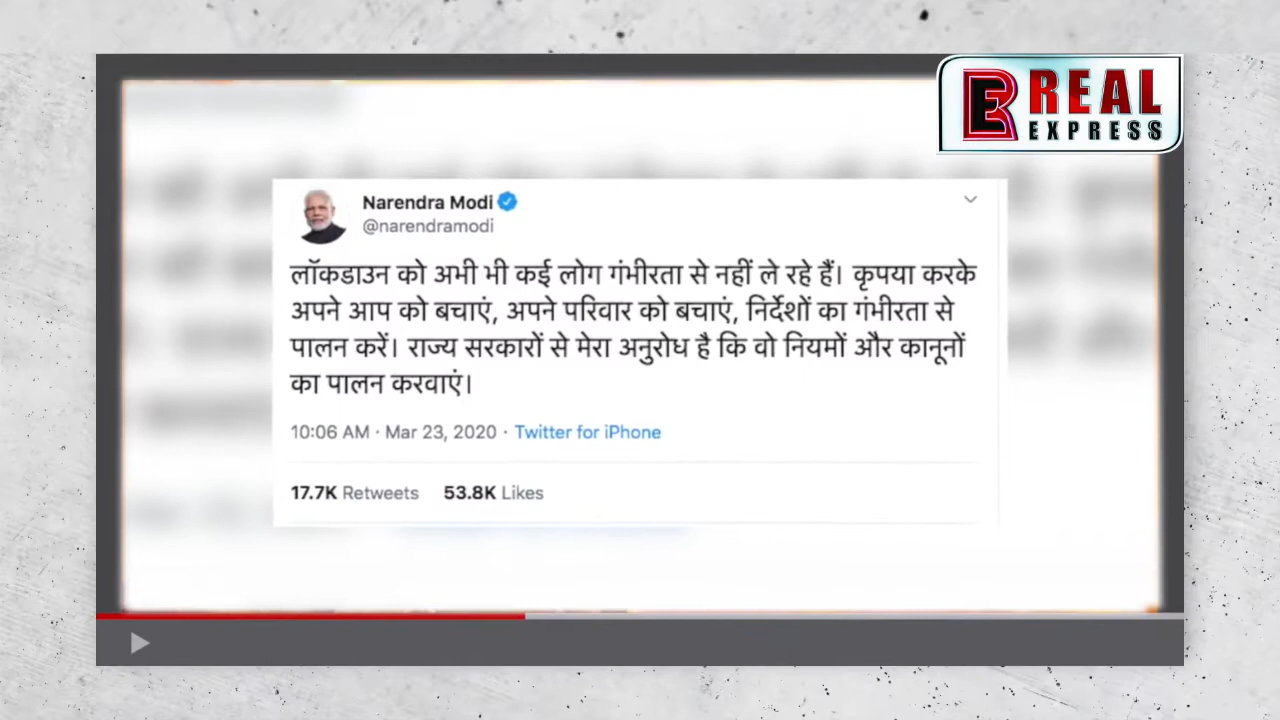 REAL
EXPRESS
Narendra Modi
@narendramodi
लॉकडाउन को अभी भी कई लोग गंभीरता से नहीं ले रहे हैं। कृपया करके
अपने आप को बचाएं, अपने परिवार को बचाएं, निर्देशों का गंभीरता से
पालन करें। राज्य सरकारों से मेरा अनुरोध है कि वो नियमों और कानूनों
का पालन करवाएं।
10:06 AM · Mar 23, 2020 · Twitter for iPhone
17.7K Retweets 53.8K Likes